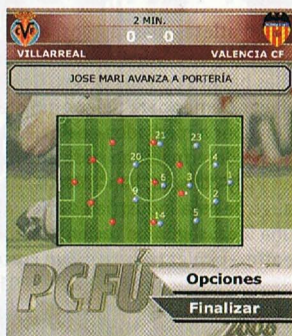 2 MIN.
0 - 0
VILLARREAL VALENCIA CF
JOSE MARI AVANZA A PORTERÍA
21 23
20 4
6 3 1
9 2
14 5
Opciones
Finalizar
PC FÚ
2006